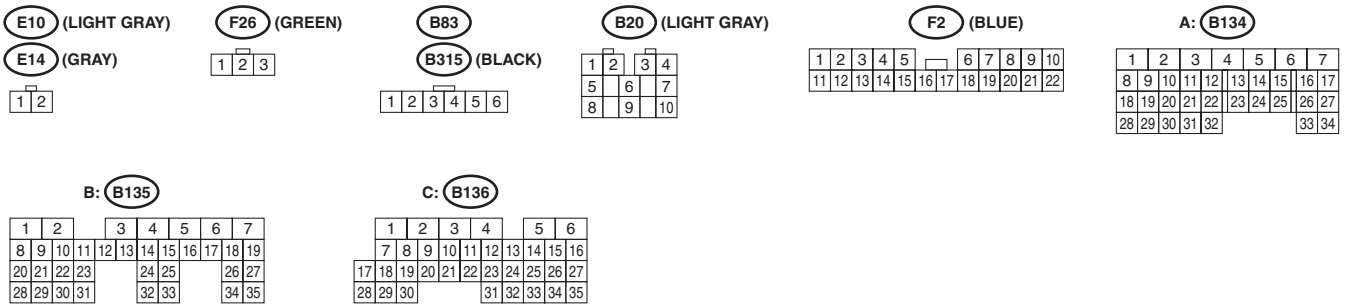 E10 (LIGHT GRAY)
E14 (GRAY)
1 2
F26 (GREEN)
1 2 3
B83
B315 (BLACK)
1 2 3 4 5 6
B20 (LIGHT GRAY)
1 2 3 4
5 6 7
8 9 10
F2 (BLUE)
1 2 3 4 5 6 7 8 9 10
11 12 13 14 15 16 17 18 19 20 21 22
A: B134
1 2 3 4 5 6 7
8 9 10 11 12 13 14 15 16 17
18 19 20 21 22 23 24 25 26 27
28 29 30 31 32 33 34
B: B135
1 2 3 4 5 6 7
8 9 10 11 12 13 14 15 16 17 18 19
20 21 22 23 24 25 26 27
28 29 30 31 32 33 34 35
C: B136
1 2 3 4 5 6
7 8 9 10 11 12 13 14 15 16
17 18 19 20 21 22 23 24 25 26 27
28 29 30 31 32 33 34 35